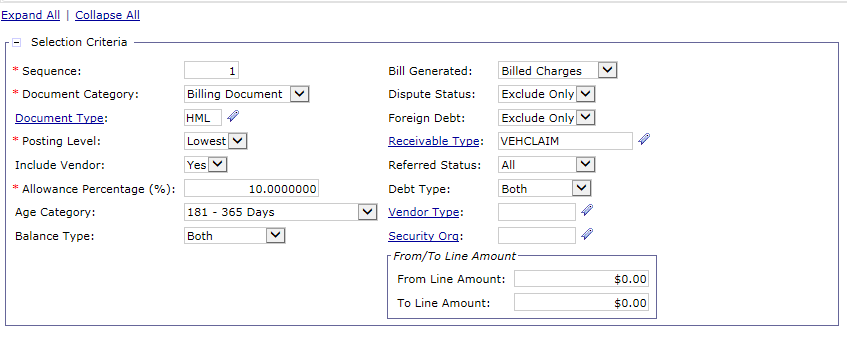 Expand All | Collapse All
Selection Criteria
* Sequence: 1
* Document Category: Billing Document
Document Type: HML
* Posting Level: Lowest
Include Vendor: Yes
* Allowance Percentage (%): 10.0000000
Age Category: 181 - 365 Days
Balance Type: Both
Bill Generated: Billed Charges
Dispute Status: Exclude Only
Foreign Debt: Exclude Only
Receivable Type: VEHCLAIM
Referred Status: All
Debt Type: Both
Vendor Type:
Security Org:
From/To Line Amount
From Line Amount: $0.00
To Line Amount: $0.00